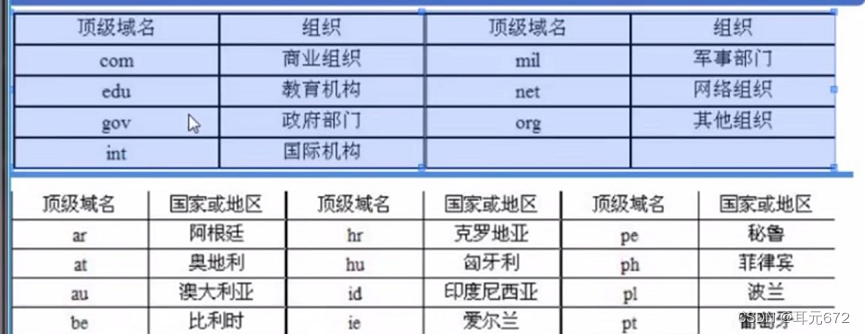 顶级域名 组织 顶级域名 组织
com 商业组织 mil 军事部门
edu 教育机构 net 网络组织
gov 政府部门 org 其他组织
int 国际机构
顶级域名 国家或地区 顶级域名 国家或地区 顶级域名 国家或地区
ar 阿根廷 hr 克罗地亚 pe 秘鲁
at 奥地利 hu 匈牙利 ph 菲律宾
au 澳大利亚 id 印度尼西亚 pl 波兰
be 比利时 ie 爱尔兰 pt 葡萄牙
CSDN @耳元672